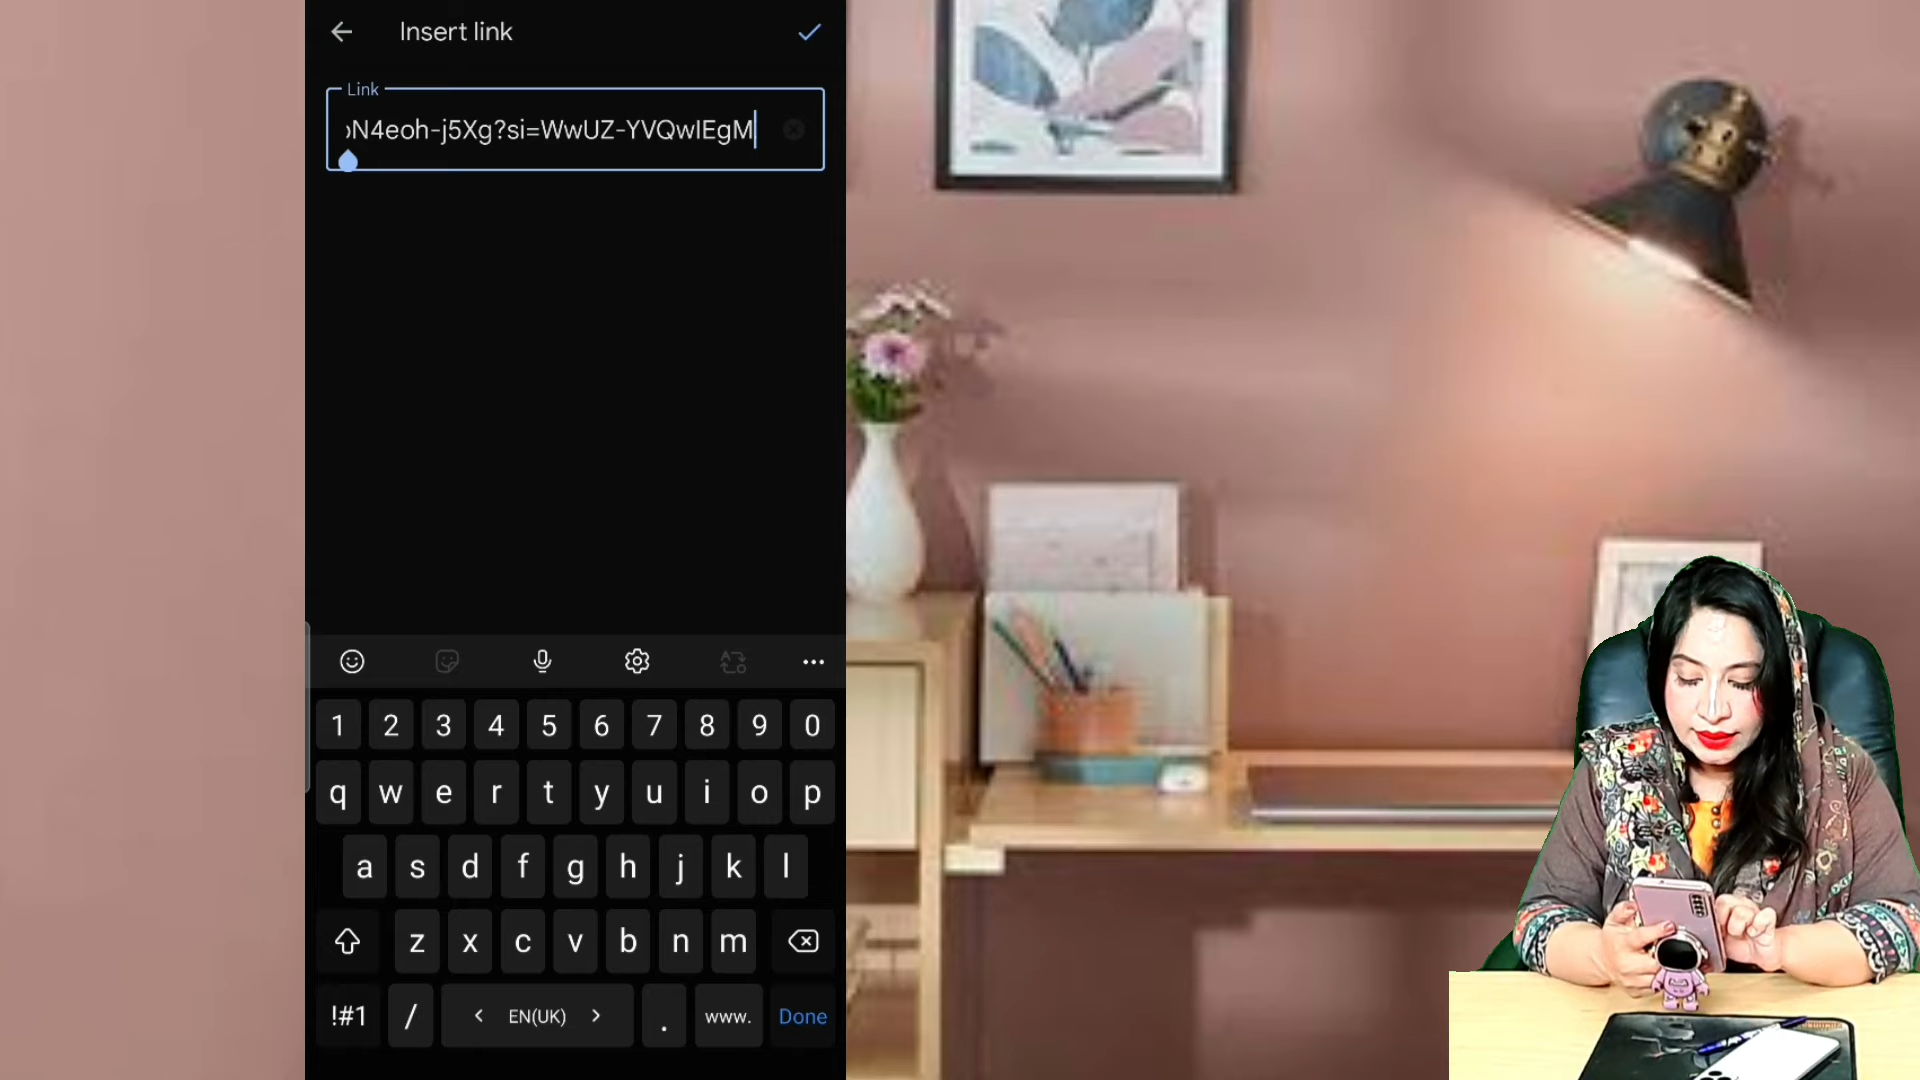 Insert link
Link
N4eoh-j5Xg?si=WwUZ-YVQwIEgM
1 2 3 4 5 6 7 8 9 0
q w e r t y u i o p
a s d f g h j k l
z x c v b n m
!#1 / < EN(UK) > . www. Done